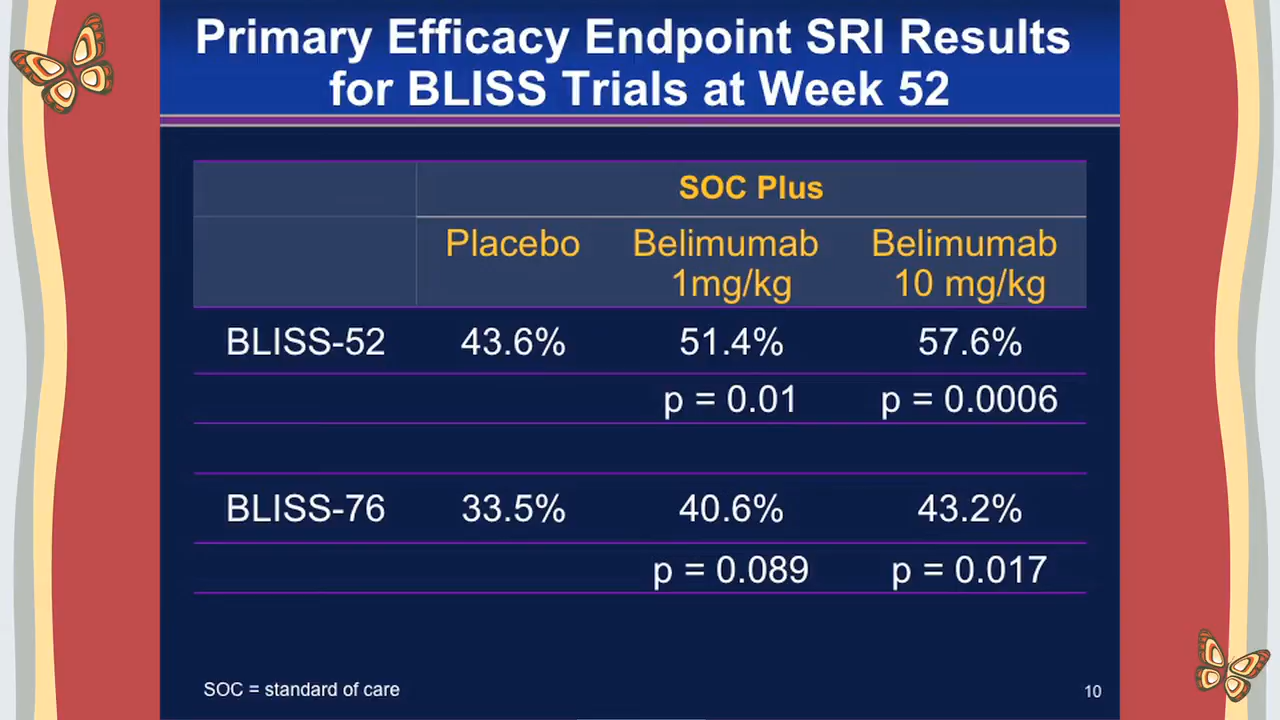 Primary Efficacy Endpoint SRI Results
for BLISS Trials at Week 52
SOC Plus
Placebo Belimumab 1mg/kg Belimumab 10 mg/kg
BLISS-52 43.6% 51.4% 57.6%
p = 0.01 p = 0.0006
BLISS-76 33.5% 40.6% 43.2%
p = 0.089 p = 0.017
SOC = standard of care
10